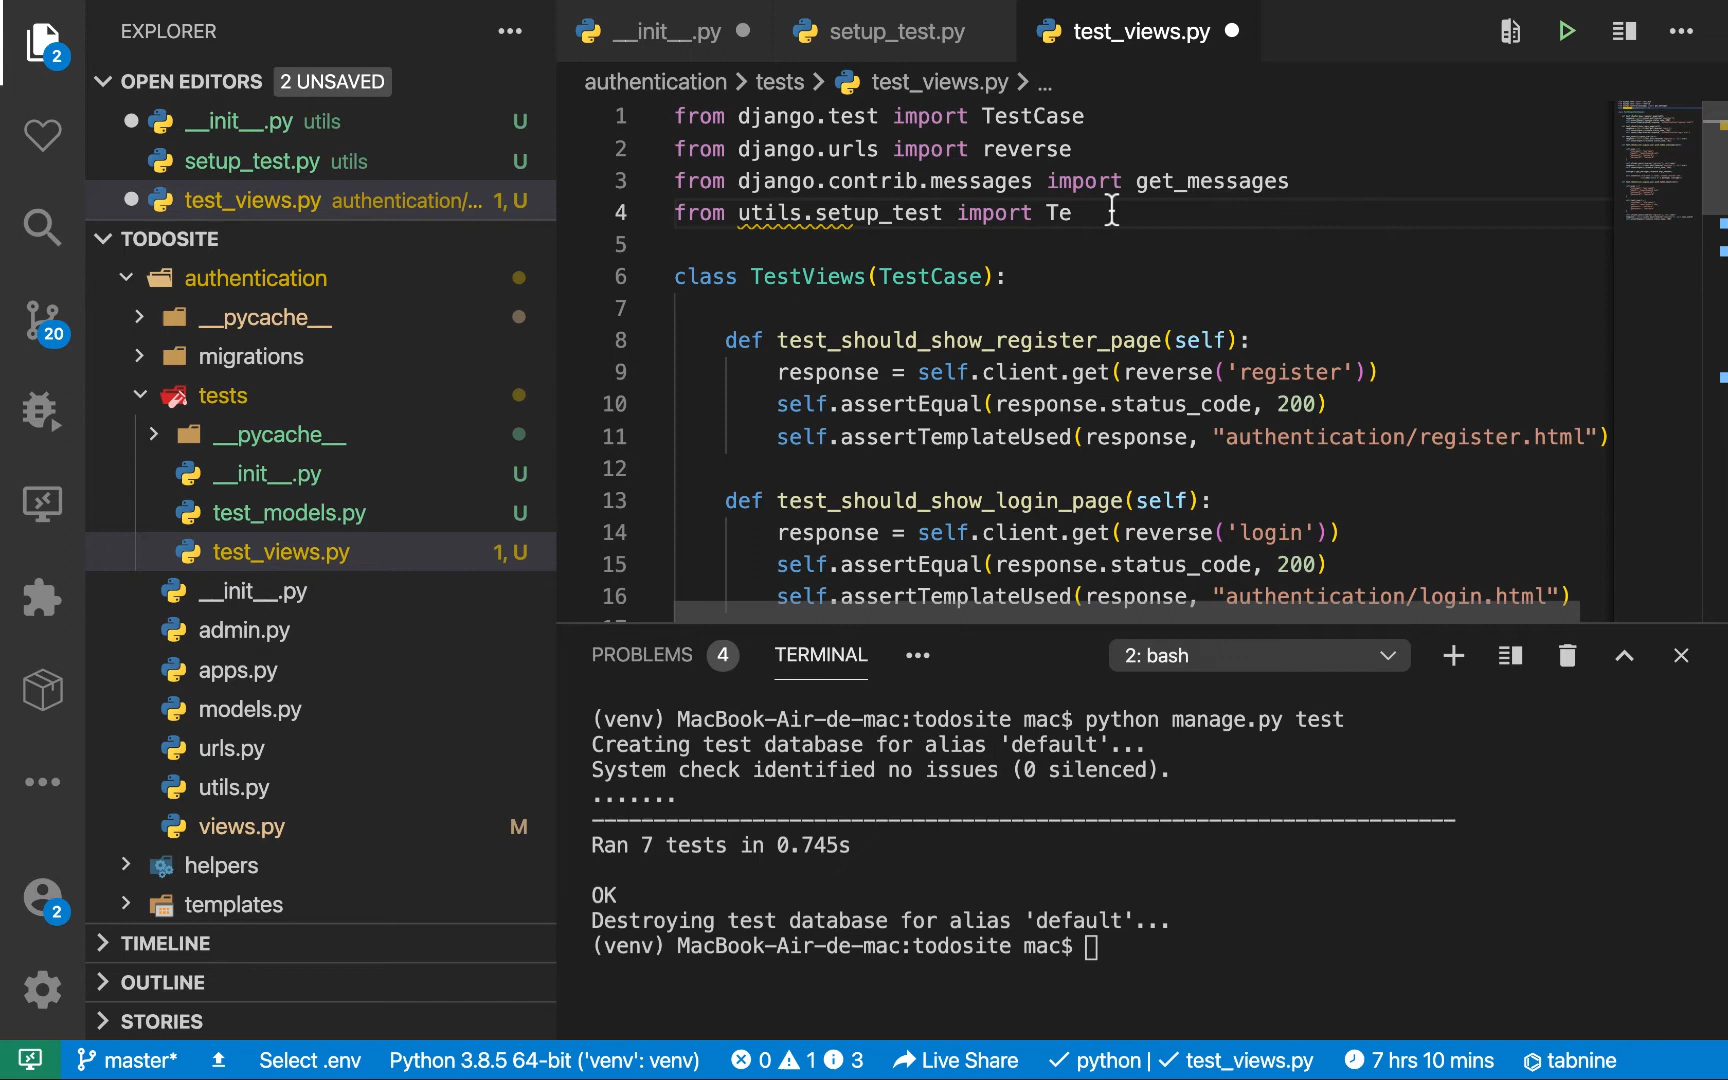 EXPLORER
OPEN EDITORS 2 UNSAVED
__init__.py utils U
setup_test.py utils U
test_views.py authentication/... 1, U
TODOSITE
authentication
__pycache__
migrations
tests
__pycache__
__init__.py U
test_models.py U
test_views.py 1, U
__init__.py
admin.py
apps.py
models.py
urls.py
utils.py
views.py M
helpers
templates
TIMELINE
OUTLINE
STORIES
2
20
2
__init__.py
setup_test.py
test_views.py
authentication > tests > test_views.py > ...
1 from django.test import TestCase
2 from django.urls import reverse
3 from django.contrib.messages import get_messages
4 from utils.setup_test import Te
5
6 class TestViews(TestCase):
7
8 def test_should_show_register_page(self):
9 response = self.client.get(reverse('register'))
10 self.assertEqual(response.status_code, 200)
11 self.assertTemplateUsed(response, "authentication/register.html")
12
13 def test_should_show_login_page(self):
14 response = self.client.get(reverse('login'))
15 self.assertEqual(response.status_code, 200)
16 self.assertTemplateUsed(response, "authentication/login.html")
PROBLEMS 4 TERMINAL 2: bash
(venv) MacBook-Air-de-mac:todosite mac$ python manage.py test
Creating test database for alias 'default'...
System check identified no issues (0 silenced).
.......
----------------------------------------------------------------------
Ran 7 tests in 0.745s
OK
Destroying test database for alias 'default'...
(venv) MacBook-Air-de-mac:todosite mac$
master* Select .env Python 3.8.5 64-bit ('venv': venv) 0 1 3 Live Share python | test_views.py 7 hrs 10 mins tabnine